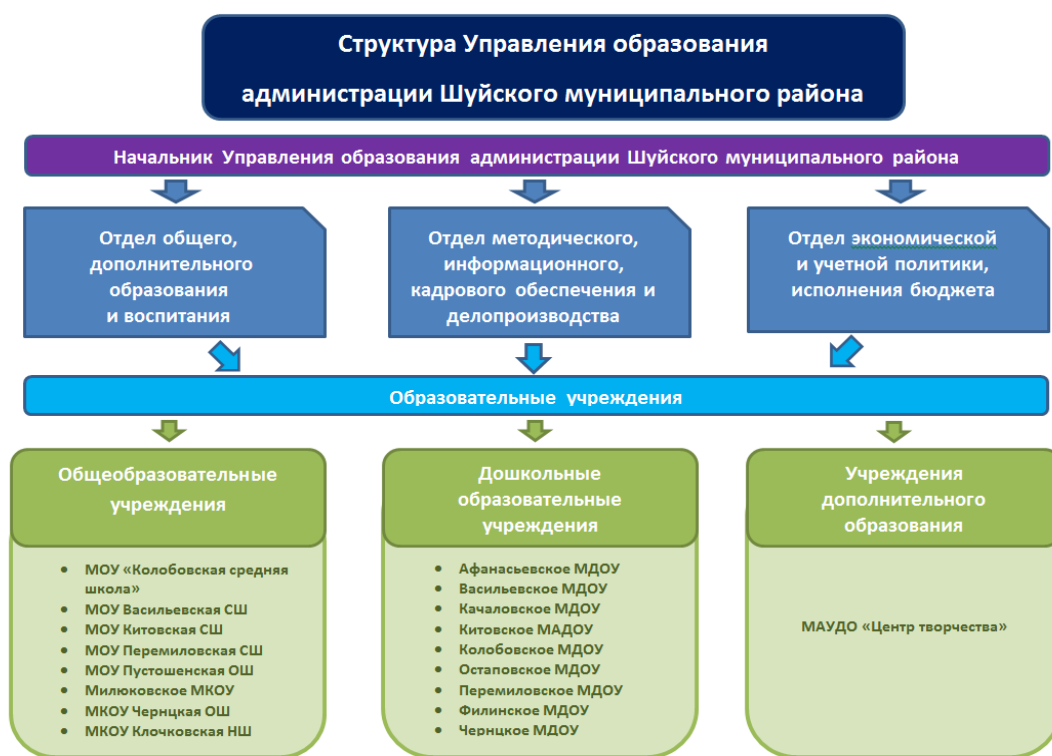 Структура Управления образования
администрации Шуйского муниципального района
Начальник Управления образования администрации Шуйского муниципального района
Отдел общего,
дополнительного
образования
и воспитания
Отдел методического,
информационного,
кадрового обеспечения и
делопроизводства
Отдел экономической
и учетной политики,
исполнения бюджета
Образовательные учреждения
Общеобразовательные
учреждения
• МОУ «Колобовская средняя
школа»
• МОУ Васильевская СШ
• МОУ Китовская СШ
• МОУ Перемиловская СШ
• МОУ Пустошенская ОШ
• Милюковское МКОУ
• МКОУ Чернцкая ОШ
• МКОУ Клочковская НШ
Дошкольные
образовательные
учреждения
• Афанасьевское МДОУ
• Васильевское МДОУ
• Качаловское МДОУ
• Китовское МАДОУ
• Колобовское МДОУ
• Остаповское МДОУ
• Перемиловское МДОУ
• Филинское МДОУ
• Чернцкое МДОУ
Учреждения
дополнительного
образования
МАУДО «Центр творчества»